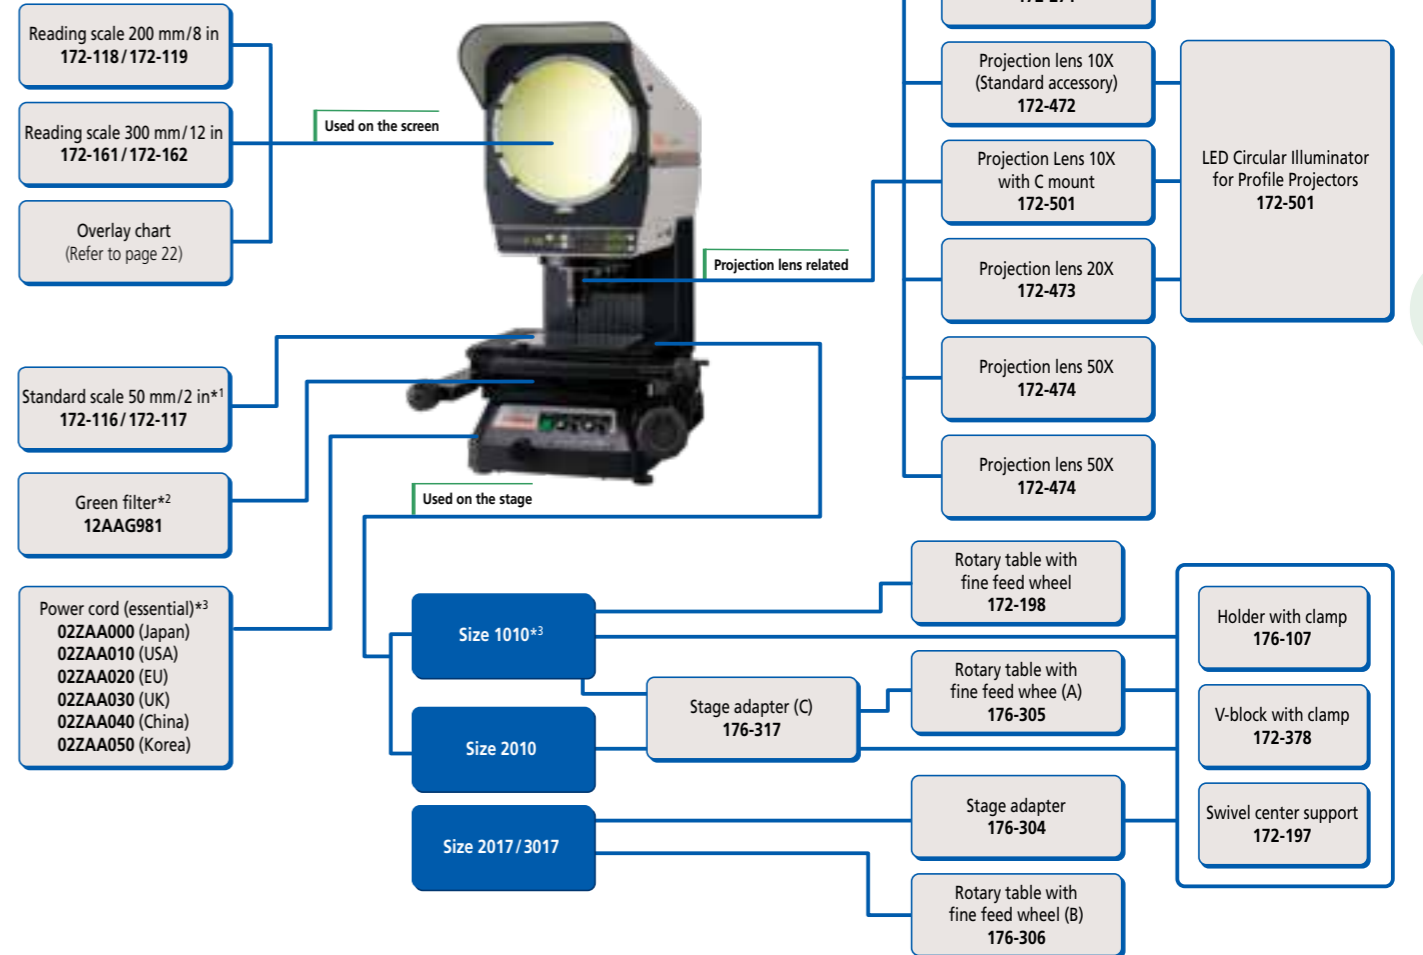 Reading scale 200 mm/8 in
172-118/172-119
Reading scale 300 mm/12 in
172-161/172-162
Overlay chart
(Refer to page 22)
Used on the screen
Standard scale 50 mm/2 in*1
172-116/172-117
Green filter*2
12AAG981
Power cord (essential)*3
02ZAA000 (Japan)
02ZAA010 (USA)
02ZAA020 (EU)
02ZAA030 (UK)
02ZAA040 (China)
02ZAA050 (Korea)
Projection lens related
Projection lens 10X
(Standard accessory)
172-472
Projection Lens 10X
with C mount
172-501
Projection lens 20X
172-473
Projection lens 50X
172-474
Projection lens 50X
172-474
LED Circular Illuminator
for Profile Projectors
172-501
Used on the stage
Size 1010*3
Size 2010
Size 2017/3017
Stage adapter (C)
176-317
Rotary table with
fine feed wheel
172-198
Rotary table with
fine feed whee (A)
176-305
Stage adapter
176-304
Rotary table with
fine feed wheel (B)
176-306
Holder with clamp
176-107
V-block with clamp
172-378
Swivel center support
172-197